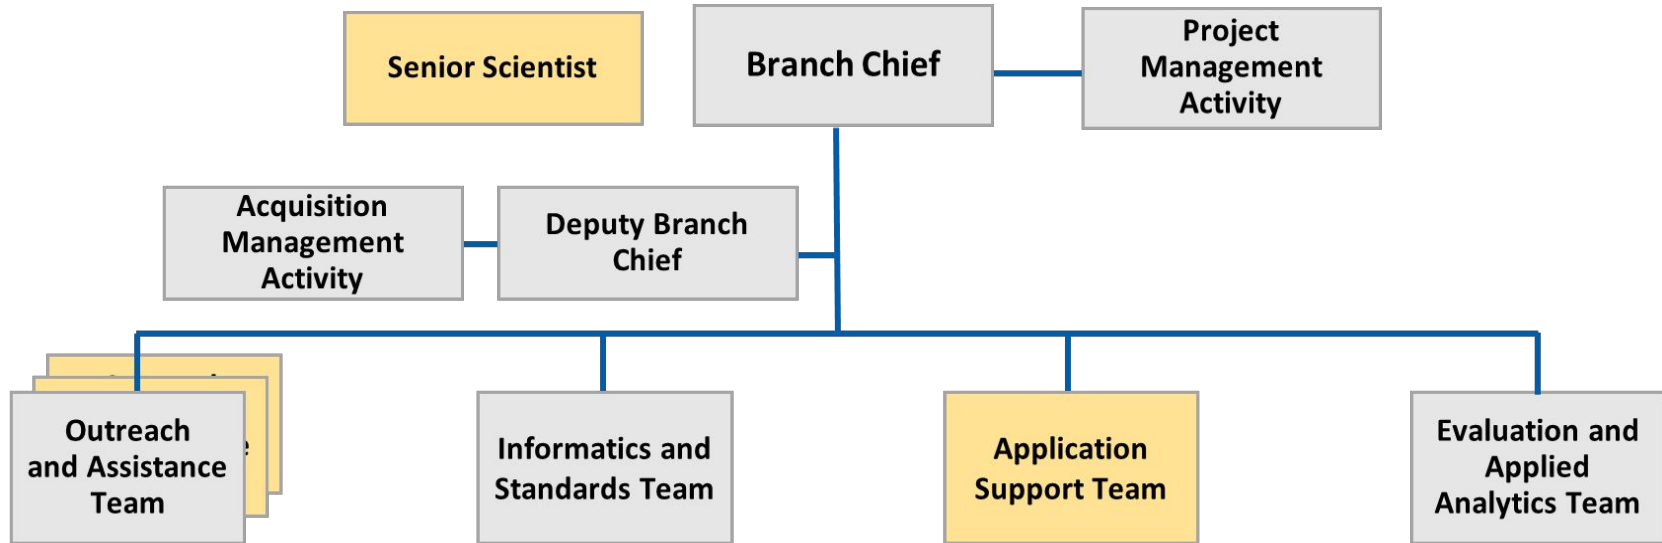 Senior Scientist
Branch Chief
Project
Management
Activity
Acquisition
Management
Activity
Deputy Branch
Chief
Outreach
and Assistance
Team
Informatics and
Standards Team
Application
Support Team
Evaluation and
Applied
Analytics Team